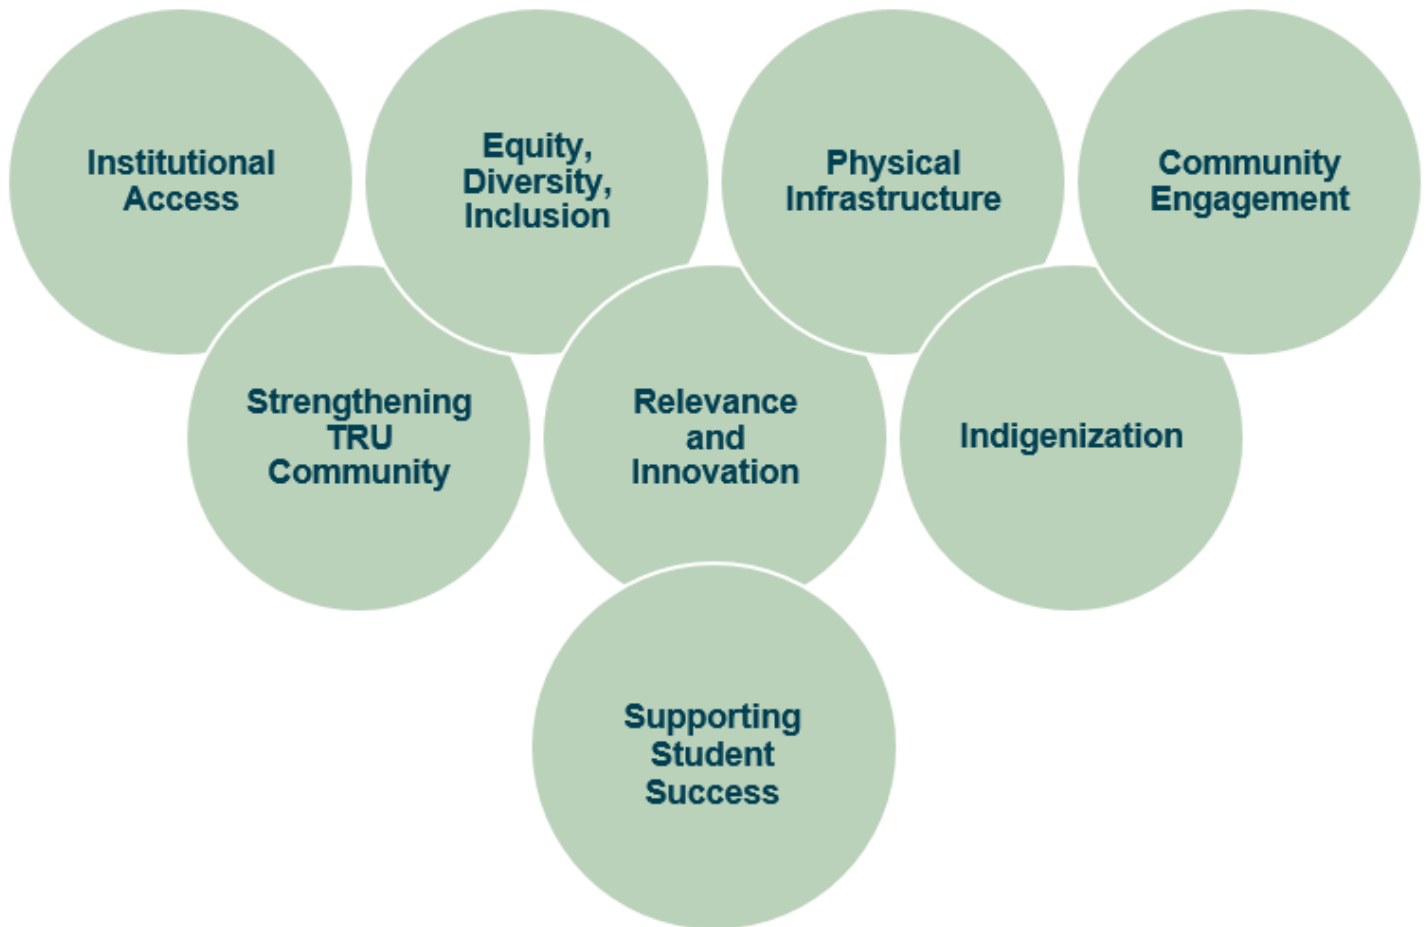 Institutional
Access
Equity,
Diversity,
Inclusion
Physical
Infrastructure
Community
Engagement
Strengthening
TRU
Community
Relevance
and
Innovation
Indigenization
Supporting
Student
Success